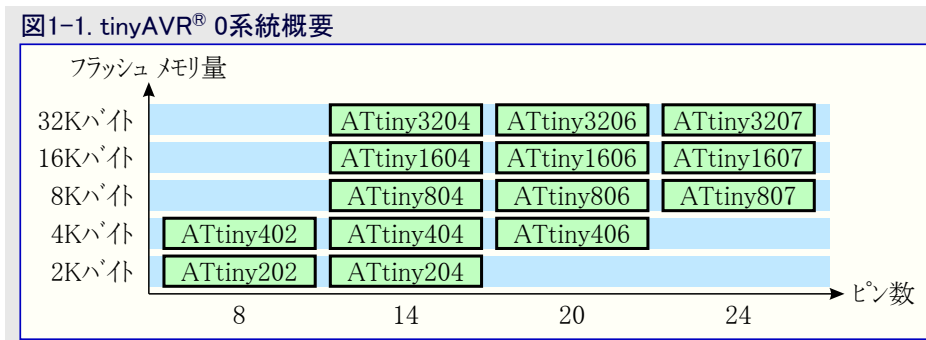 図1-1. tinyAVR® 0系統概要
フラッシュ メモリ量
32Kバイト ATtiny3204 ATtiny3206 ATtiny3207
16Kバイト ATtiny1604 ATtiny1606 ATtiny1607
8Kバイト ATtiny804 ATtiny806 ATtiny807
4Kバイト ATtiny402 ATtiny404 ATtiny406
2Kバイト ATtiny202 ATtiny204
8 14 20 24 ピン数